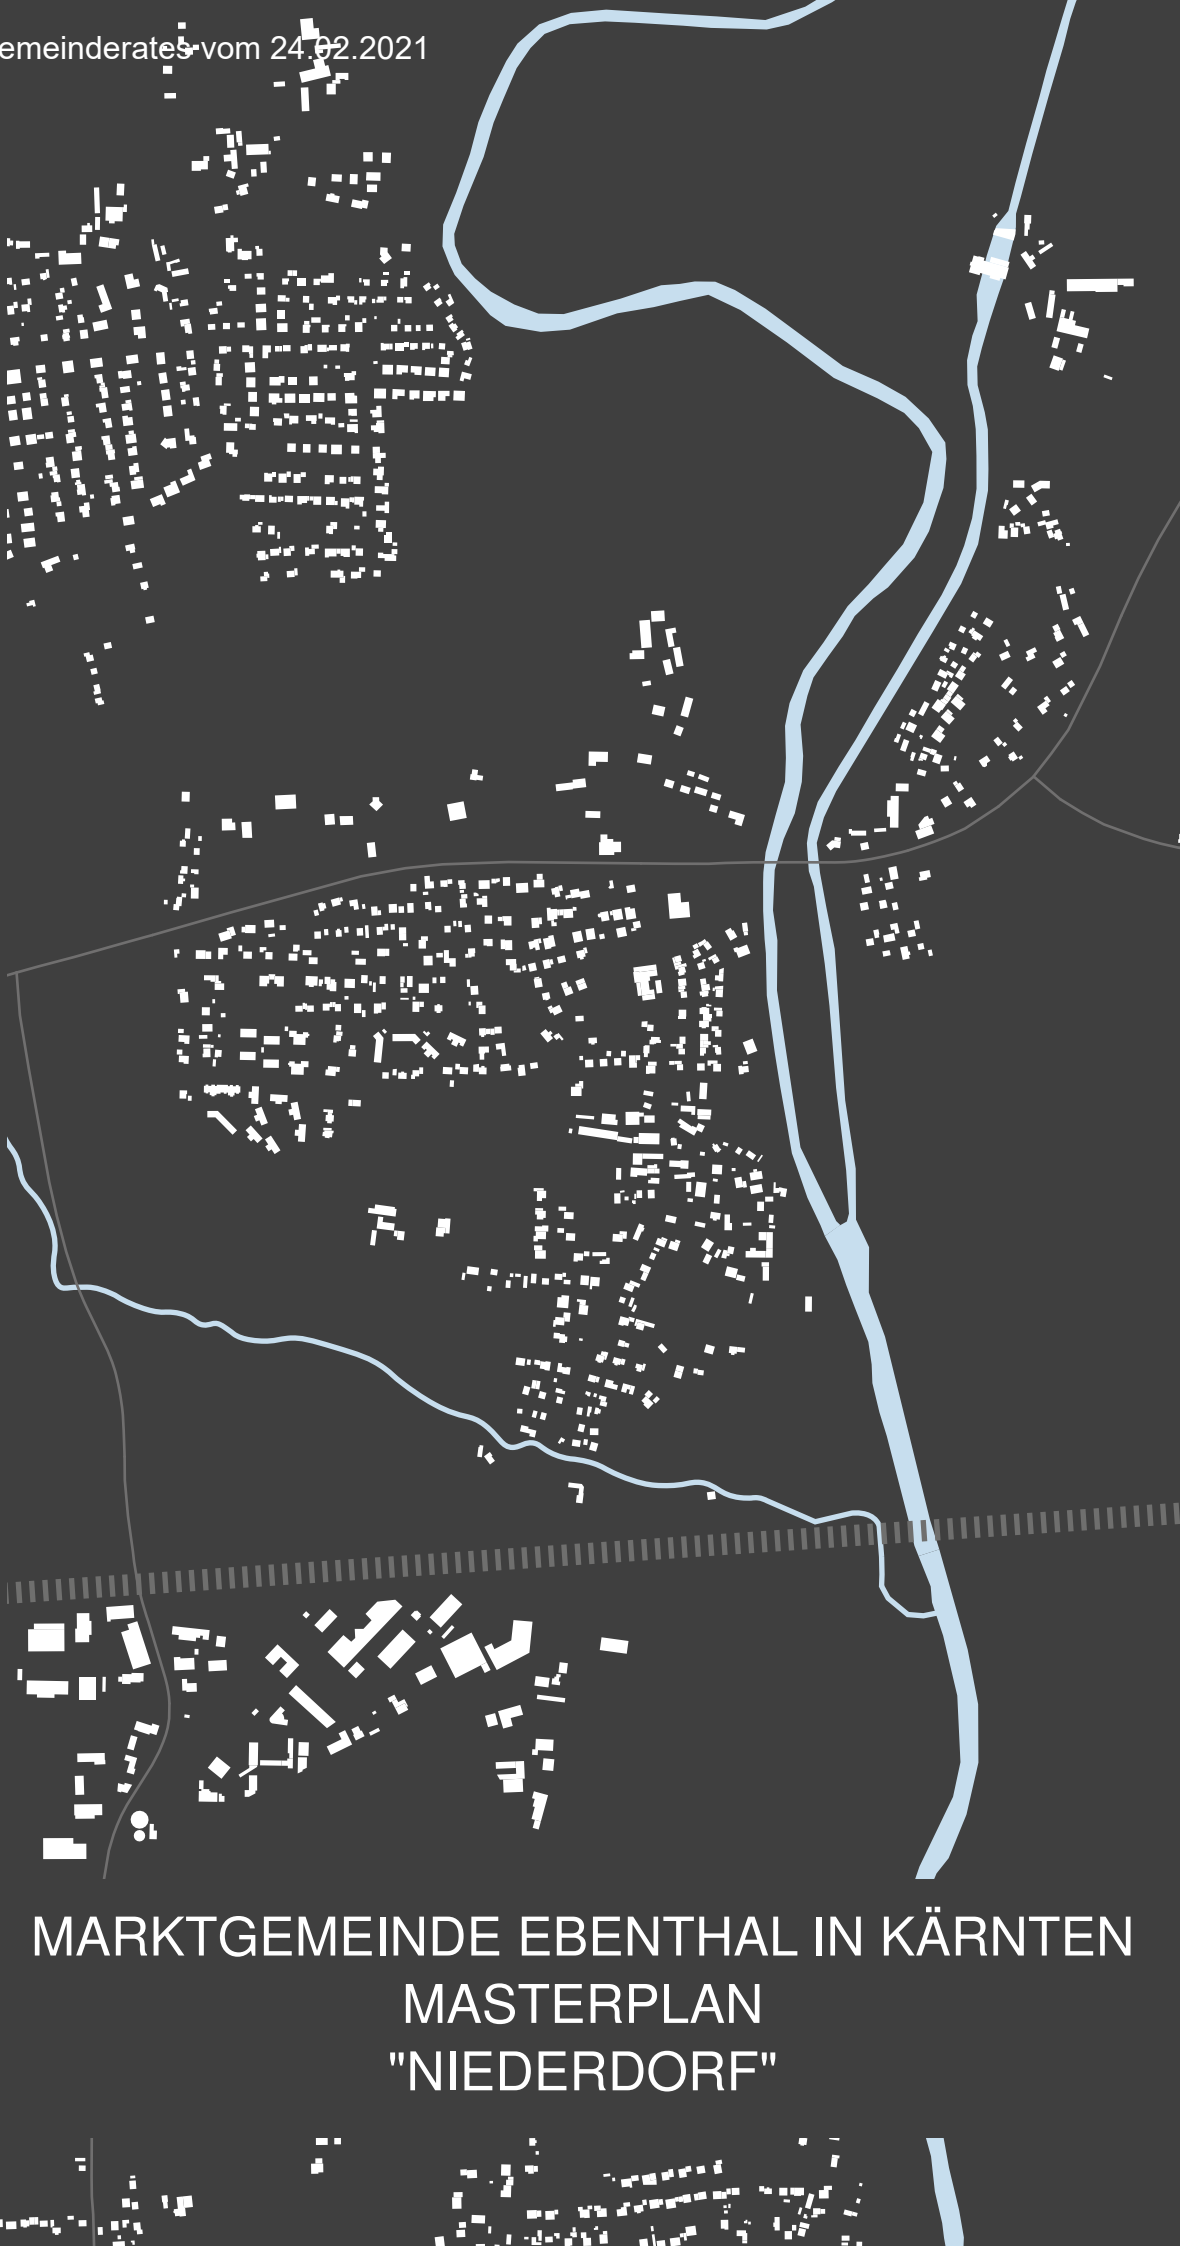 emeinderates vom 24.02.2021
MARKTGEMEINDE EBENTHAL IN KÄRNTEN
MASTERPLAN
"NIEDERDORF"